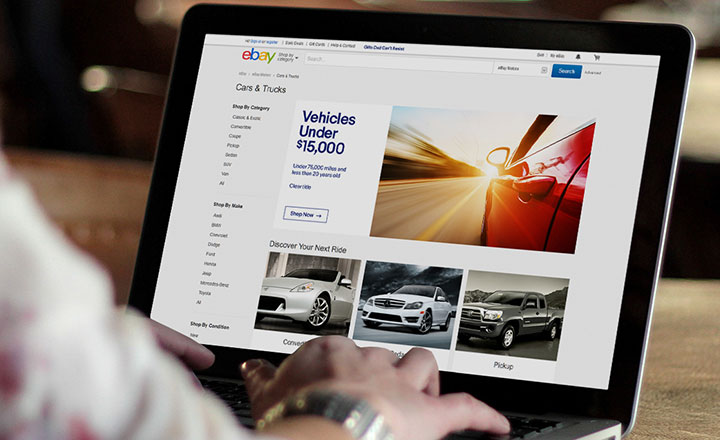 Hi! Sign in or register | Daily Deals | Gift Cards | Help & Contact Gifts Dad Can't Resist
Sell My eBay
ebay Shop by category Search... eBay Motors Search Advanced
eBay > eBay Motors > Cars & Trucks
Cars & Trucks
Shop By Category
Classic & Exotic
Convertible
Coupe
Pickup
Sedan
SUV
Van
All
Vehicles
Under
$15,000
Under 75,000 miles and
less than 20 years old
Clear title
Shop Now →
Shop By Make
Audi
BMW
Chevrolet
Dodge
Ford
Honda
Jeep
Mercedes-Benz
Toyota
All
Discover Your Next Ride
Pickup
Shop By Condition
New